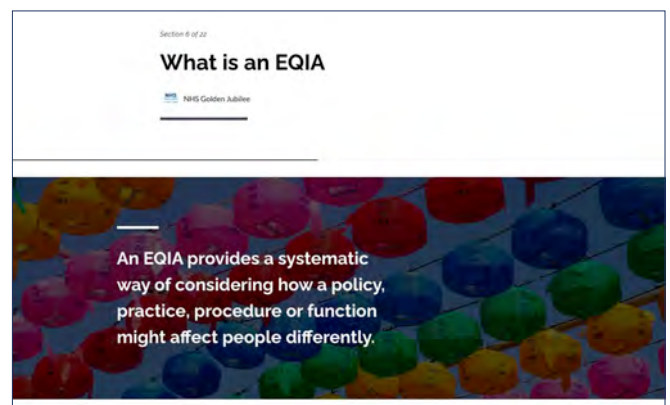 Section 6 of 22
What is an EQIA
NHS
NHS Golden Jubilee
An EQIA provides a systematic
way of considering how a policy,
practice, procedure or function
might affect people differently.